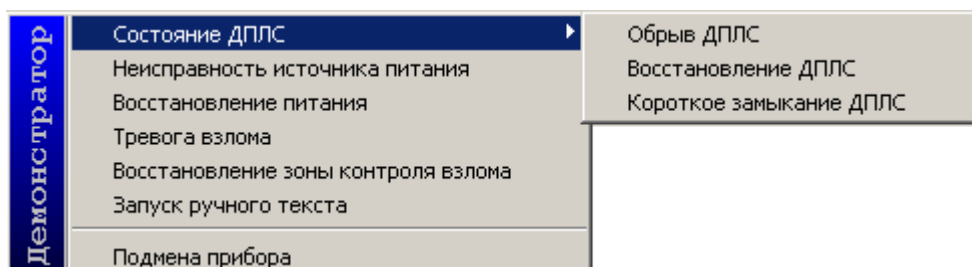 Демонстратор
Состояние ДПЛС
Неисправность источника питания
Восстановление питания
Тревога взлома
Восстановление зоны контроля взлома
Запуск ручного текста
Подмена прибора
Обрыв ДПЛС
Восстановление ДПЛС
Короткое замыкание ДПЛС